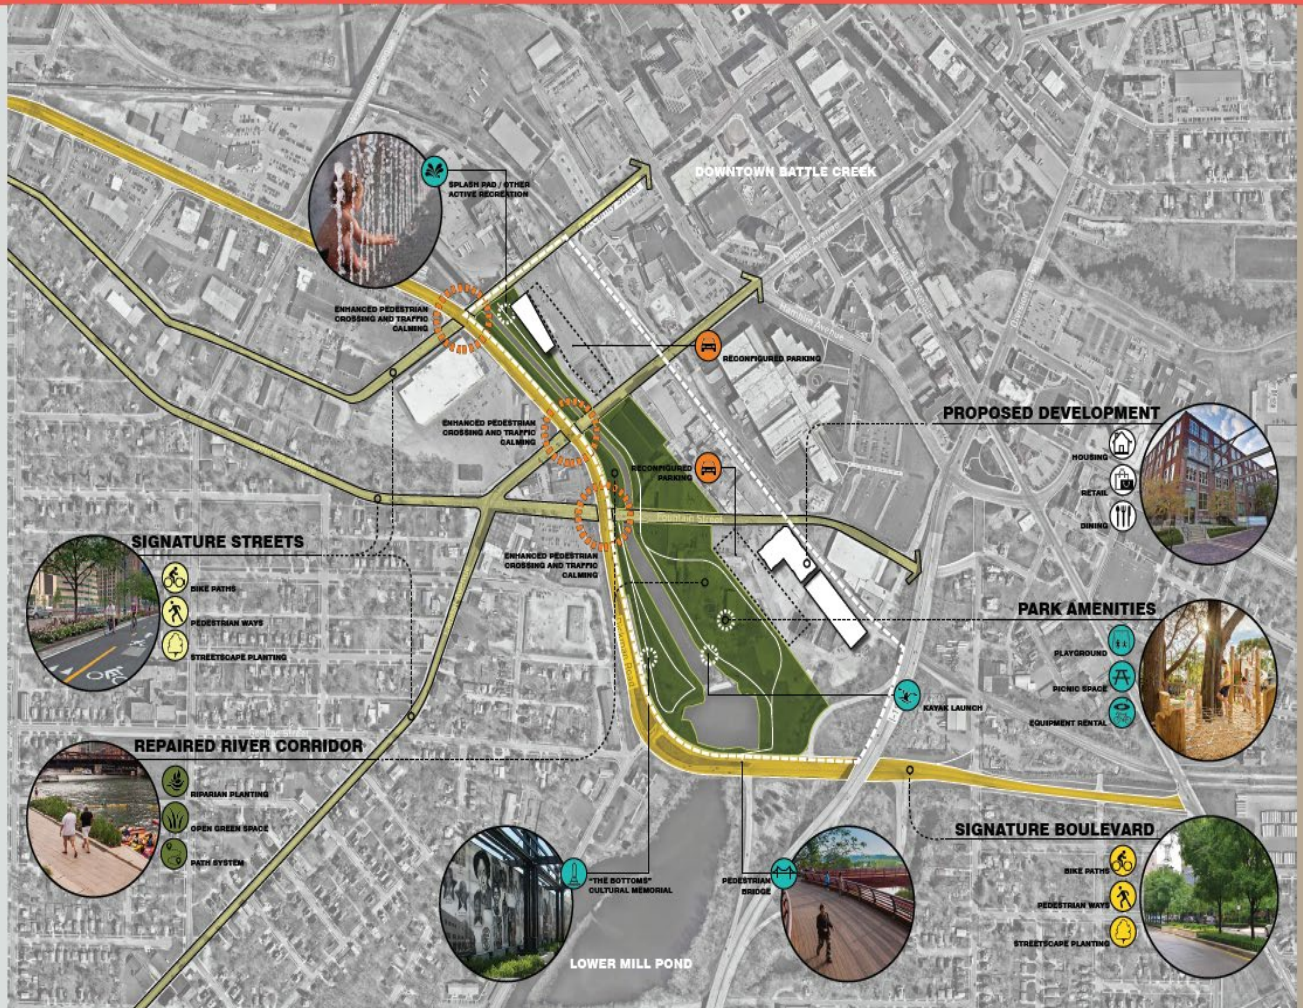 DOWNTOWN BATTLE CREEK
SPLASH PAD / OTHER
ACTIVE RECREATION
ENHANCED PEDESTRIAN
CROSSING AND TRAFFIC
CALMING
Hamblin Avenue
RECONFIGURED PARKING
ENHANCED PEDESTRIAN
CROSSING AND TRAFFIC
CALMING
PROPOSED DEVELOPMENT
HOUSING
RETAIL
DINING
RECONFIGURED
PARKING
Fountain Street
SIGNATURE STREETS
BIKE PATHS
PEDESTRIAN WAYS
STREETSCAPE PLANTING
ENHANCED PEDESTRIAN
CROSSING AND TRAFFIC
CALMING
Dickman Road
PARK AMENITIES
PLAYGROUND
PICNIC SPACE
EQUIPMENT RENTAL
KAYAK LAUNCH
REPAIRED RIVER CORRIDOR
RIPARIAN PLANTING
OPEN GREEN SPACE
PATH SYSTEM
"THE BOTTOMS"
CULTURAL MEMORIAL
PEDESTRIAN
BRIDGE
SIGNATURE BOULEVARD
BIKE PATHS
PEDESTRIAN WAYS
STREETSCAPE PLANTING
LOWER MILL POND